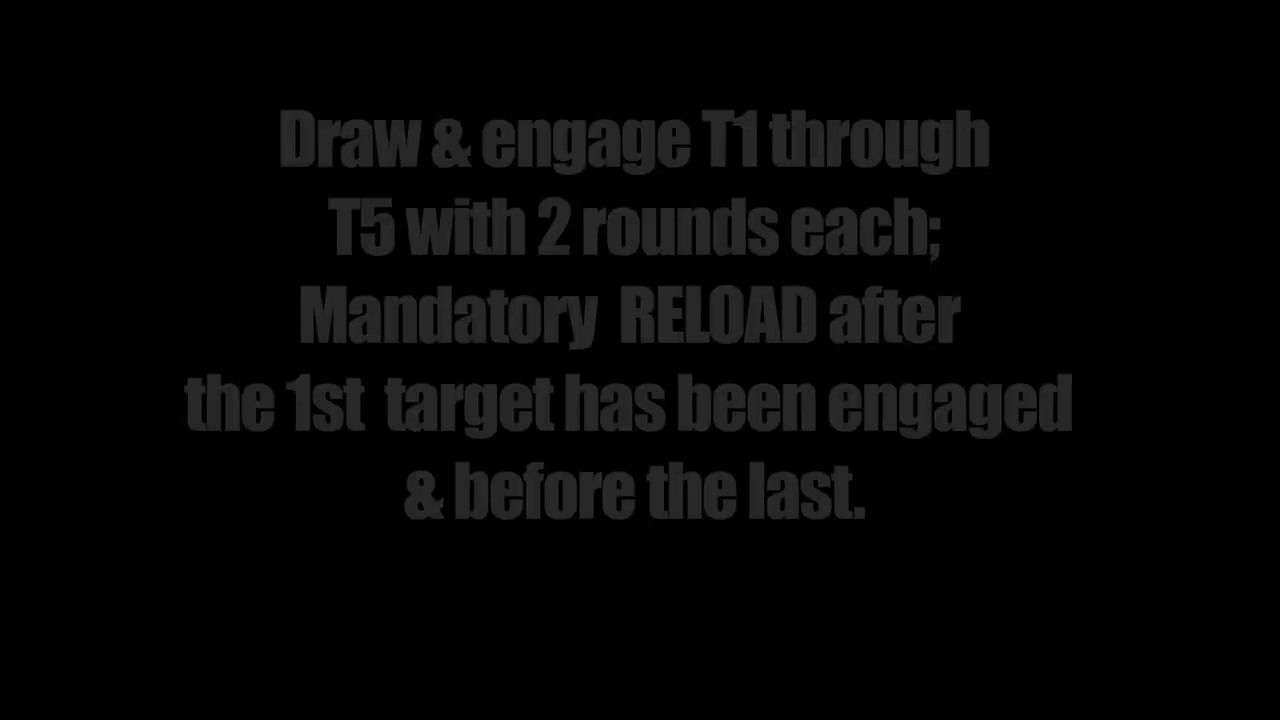 Draw & engage T1 through
T5 with 2 rounds each;
Mandatory RELOAD after
the 1st target has been engaged
& before the last.